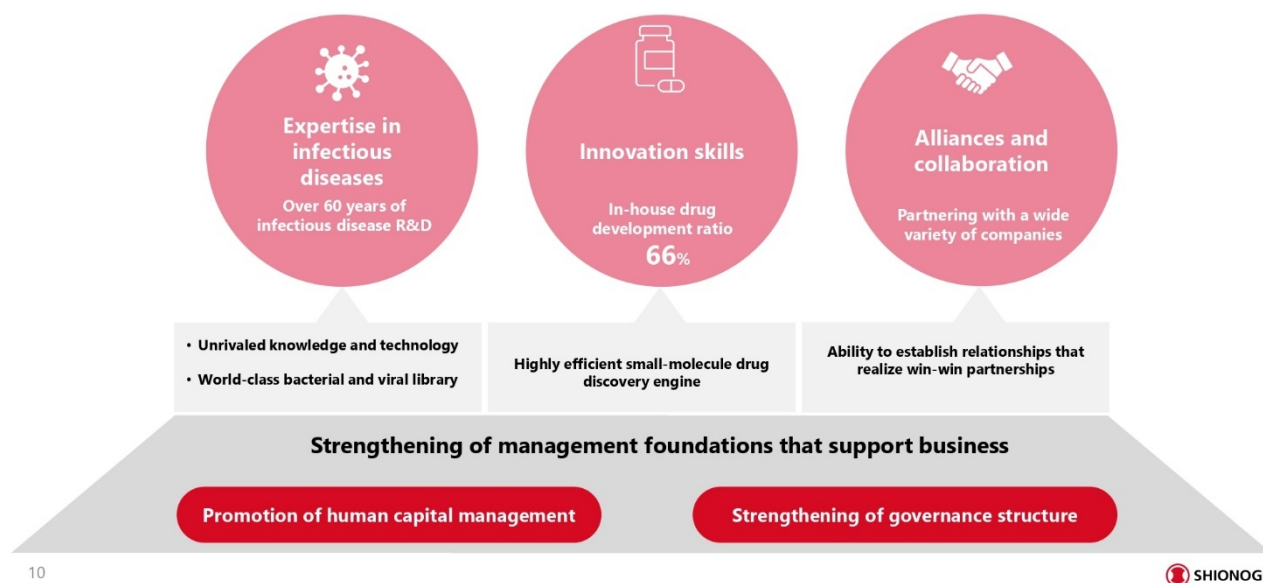 Expertise in
infectious
diseases
Over 60 years of
infectious disease R&D
Innovation skills
In-house drug
development ratio
66%
Alliances and
collaboration
Partnering with a wide
variety of companies
• Unrivaled knowledge and technology
• World-class bacterial and viral library
Highly efficient small-molecule drug
discovery engine
Ability to establish relationships that
realize win-win partnerships
Strengthening of management foundations that support business
Promotion of human capital management
Strengthening of governance structure
10
SHIONOG